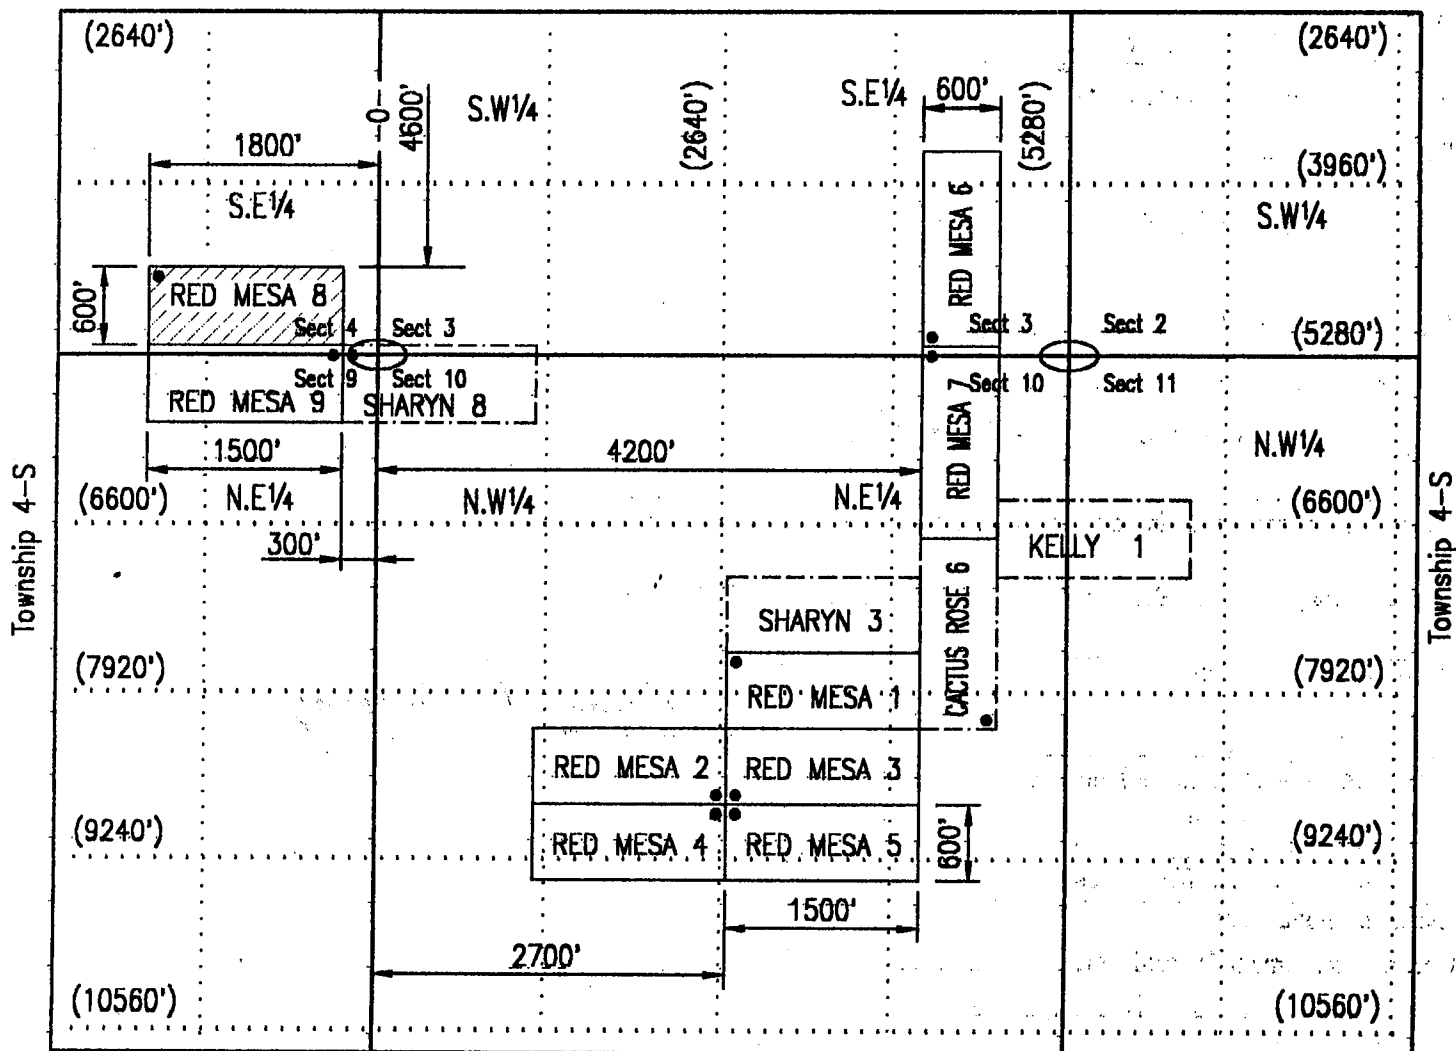 (2640')
(2640')
S.W1/4
S.E1/4
600'
0
4600'
(2640')
(5280')
1800'
(3960')
S.E1/4
S.W1/4
RED MESA 6
600'
RED MESA 8
Sect 4
Sect 3
Sect 3
Sect 2
(5280')
Sect 9
Sect 10
Sect 10
Sect 11
RED MESA 9
SHARYN 8
RED MESA 7
1500'
4200'
N.W1/4
Township 4-S
(6600')
N.E1/4
N.W1/4
N.E1/4
(6600')
Township 4-S
300'
KELLY 1
SHARYN 3
CACTUS ROSE 6
(7920')
(7920')
RED MESA 1
RED MESA 2
RED MESA 3
(9240')
RED MESA 4
RED MESA 5
600'
(9240')
1500'
2700'
(10560')
(10560')